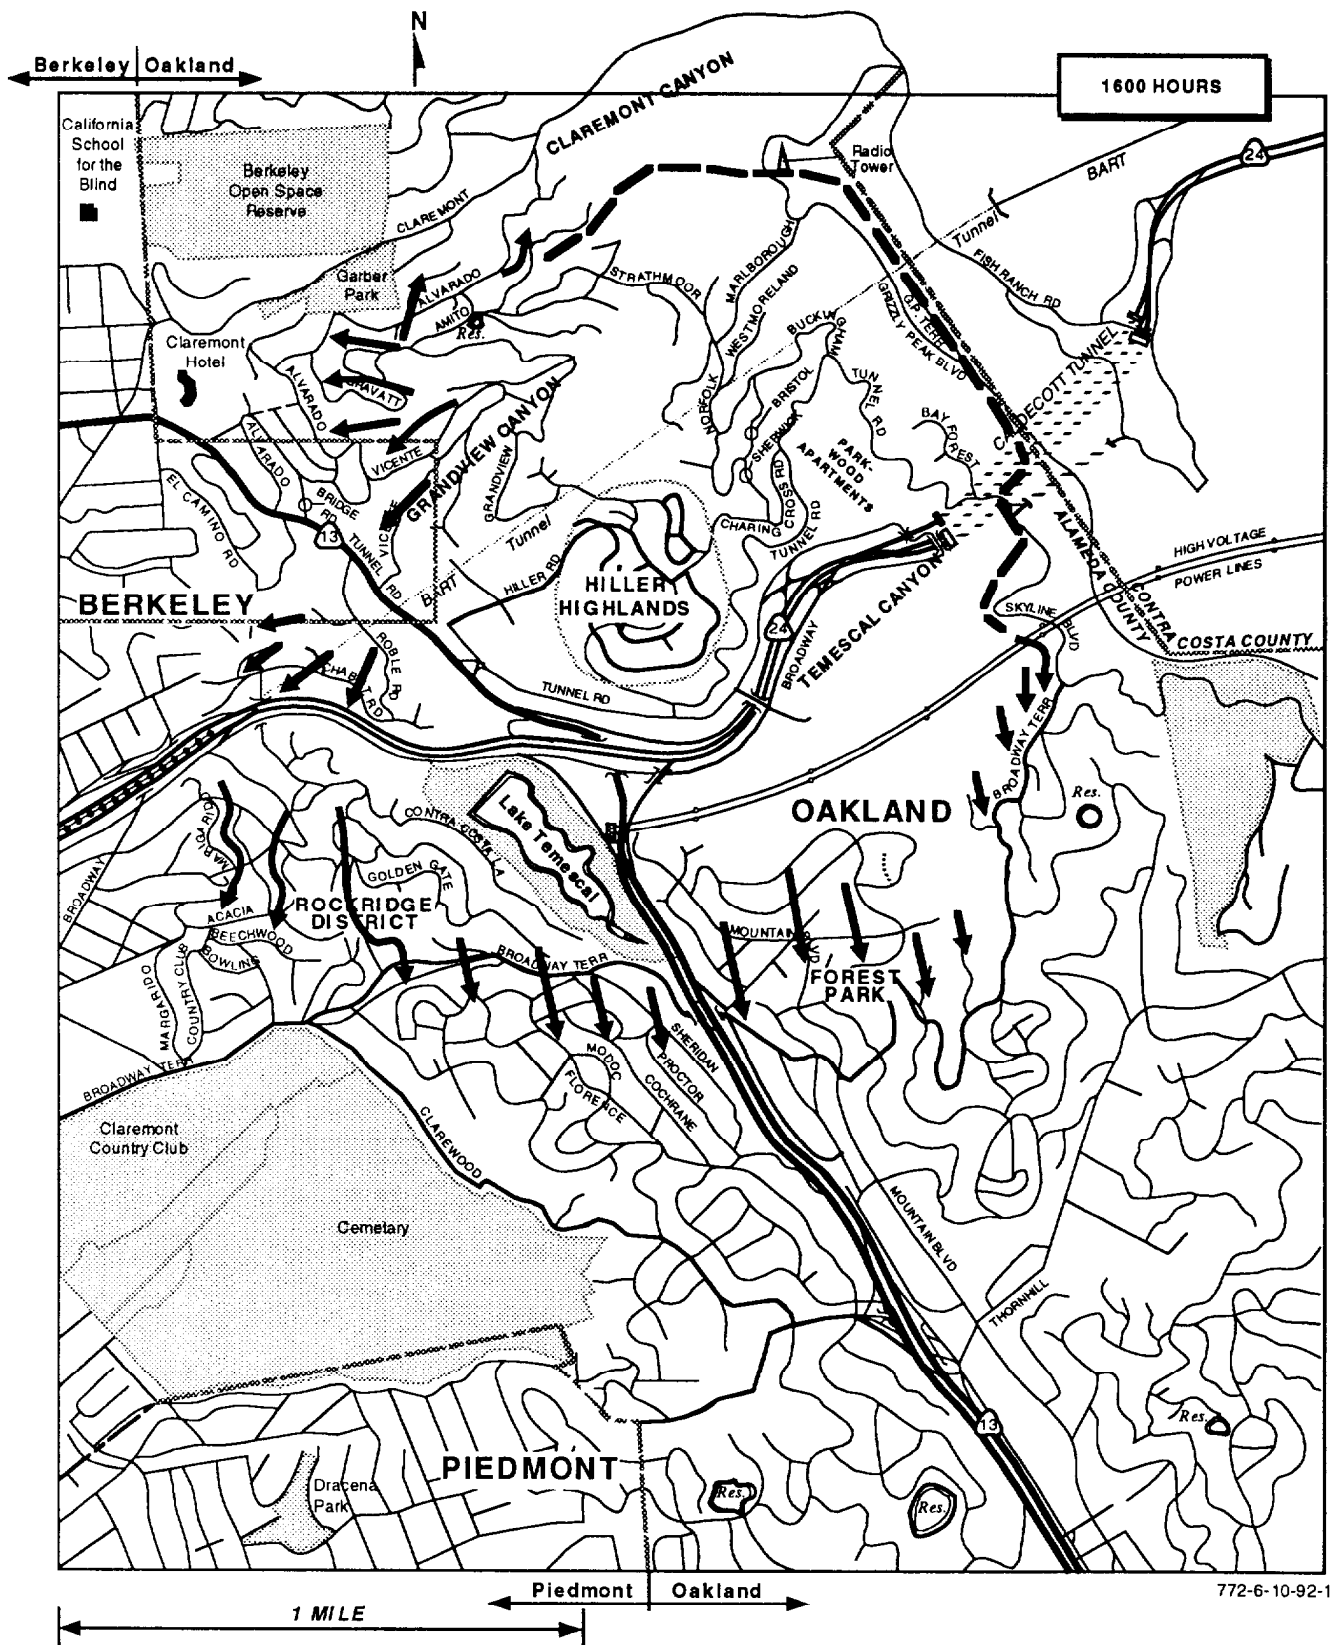 N
Berkeley Oakland
1600 HOURS
California
School
for the
Blind
Berkeley
Open Space
Reserve
CLAREMONT CANYON
Radio
Tower
BART
24
Tunnel
CLAREMONT
Garber
Park
ALVARADO
AMITO
Res.
STRATHMOOR
MARLBOROUGH
WESTMORELAND
NORFOLK
BUCKINGHAM
FISH RANCH RD
G.P. TERR
GRIZZLY PEAK BLVD
CALDECOTT TUNNEL
Claremont
Hotel
ALVARADO
GRAVATT
GRANDVIEW CANYON
BRISTOL
SHERWICK
TUNNEL
RD
BAY
FOREST
PARK-
WOOD
APARTMENTS
ALVARADO
VICENTE
GRANDVIEW
CROSS RD
CHARING
TUNNEL RD
EL CAMINO RD
BRIDGE
RD
13
TUNNEL RD
Tunnel
BART
HILLER RD
HILLER
HIGHLANDS
ALAMEDA COUNTY
CONTRA
COSTA COUNTY
HIGH VOLTAGE
POWER LINES
BERKELEY
24
BROADWAY
TEMESCAL CANYON
SKYLINE BLVD
ROBLE RD
CHABOT RD
TUNNEL RD
BROADWAY TERR
OAKLAND
Res.
MARGARIDO
CONTRA COSTA
LA
Lake Temescal
GOLDEN GATE
BROADWAY
ROCKRIDGE
DISTRICT
ACACIA
BEECHWOOD
BOWLING
MOUNTAIN BLVD
FOREST
PARK
BROADWAY TERR
MARGARIDO
COUNTRY CLUB
SHERIDAN
PROCTOR
MODOC
COCHRANE
FLORENCE
BROADWAY TERR
Claremont
Country Club
CLAREWOOD
Cemetary
MOUNTAIN BLVD
THORNHILL
13
Res.
PIEDMONT
Dracena
Park
Res.
Res.
Piedmont Oakland
772-6-10-92-1
1 MILE